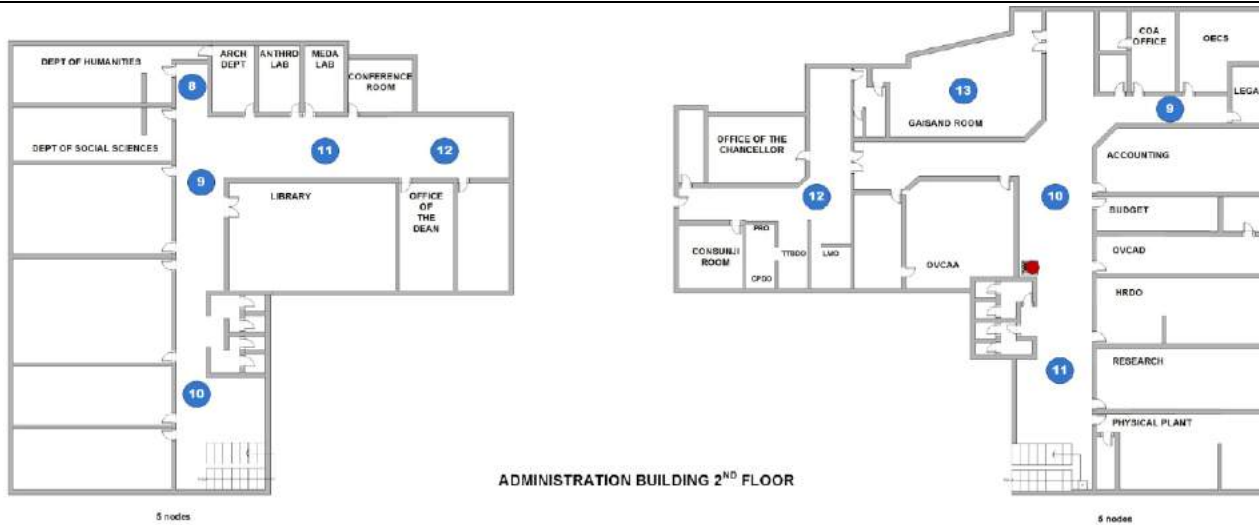 DEPT OF HUMANITIES
ARCH
DEPT
ANTHRO
LAB
MEDA
LAB
CONFERENCE
ROOM
8
DEPT OF SOCIAL SCIENCES
11
12
9
LIBRARY
OFFICE
OF
THE
DEAN
10
5 nodes
ADMINISTRATION BUILDING 2ND FLOOR
COA
OFFICE
OECS
LEGA
13
9
GAISANO ROOM
OFFICE OF THE
CHANCELLOR
ACCOUNTING
12
10
BUDGET
PRO
CONSUNJI
ROOM
TTBDO
LMO
OVCAA
OVCAD
CPDO
HRDO
11
RESEARCH
PHYSICAL PLANT
5 nodes